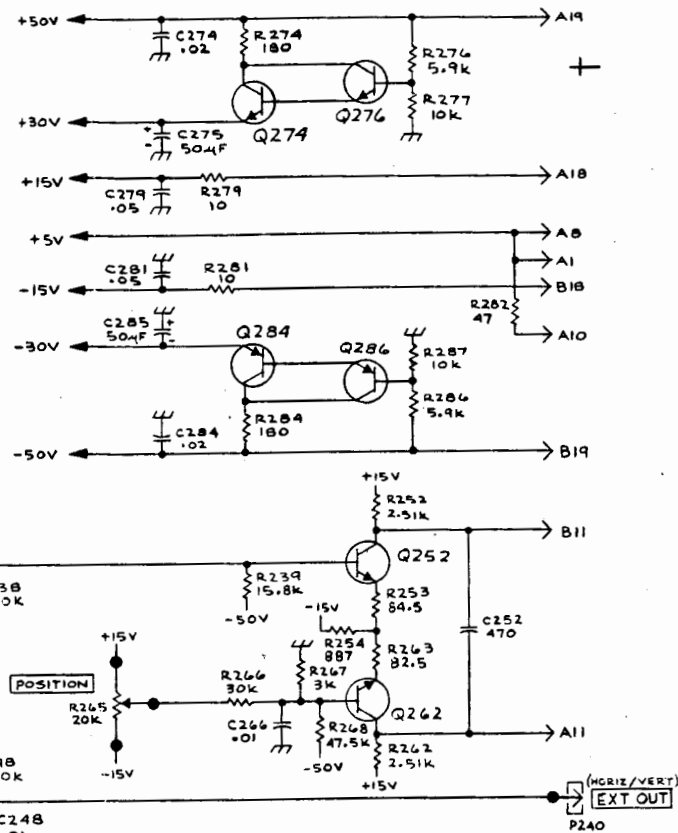 +50V
C274
.02
R274
180
A19
R276
5.9K
R277
10K
Q276
Q274
+30V
+
-
C275
50µF
+15V
C279
.05
R279
10
A18
+5V
A8
A1
C281
.05
R281
10
-15V
B18
R282
47
A10
C285
50µF
+
-
-30V
Q284
Q286
R287
10K
R286
5.9K
R284
180
C284
.02
-50V
B19
+15V
R252
2.51K
B11
Q252
R239
15.8K
-50V
38
0K
R253
84.5
-15V
R254
887
C252
470
R263
82.5
+15V
POSITION
R265
20K
-15V
R266
30K
R267
3K
C266
.01
R268
47.5K
-50V
Q262
A11
R262
2.51K
+15V
0K
(HORIZ/VERT)
EXT OUT
P240
C248